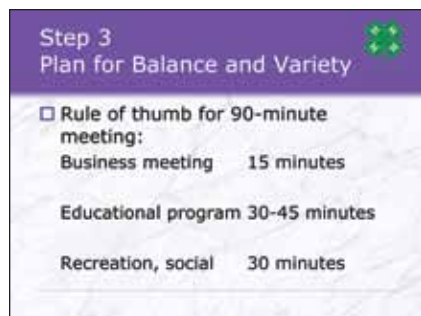 Step 3
Plan for Balance and Variety
Rule of thumb for 90-minute
meeting:
Business meeting 15 minutes
Educational program 30-45 minutes
Recreation, social 30 minutes